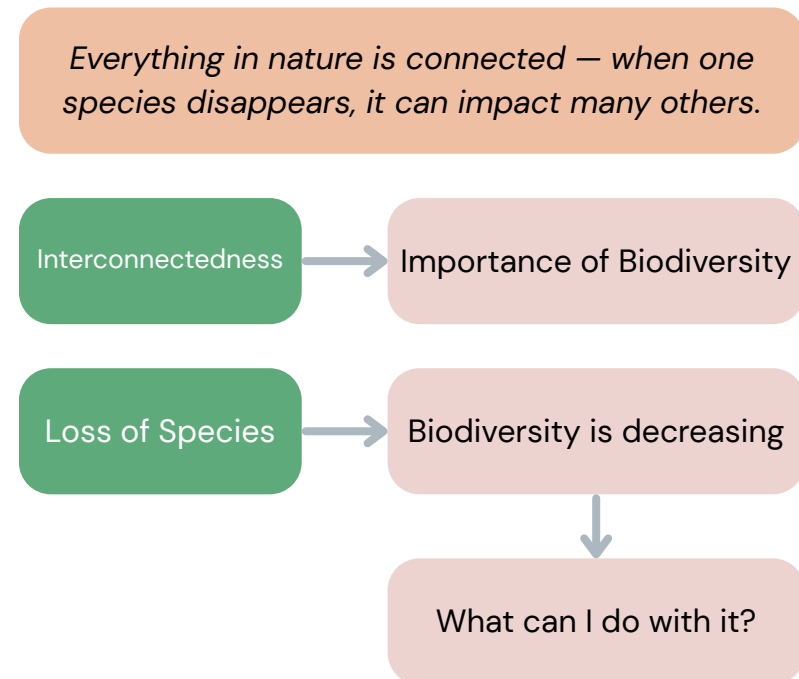 Everything in nature is connected — when one
species disappears, it can impact many others.
Interconnectedness
Importance of Biodiversity
Loss of Species
Biodiversity is decreasing
What can I do with it?